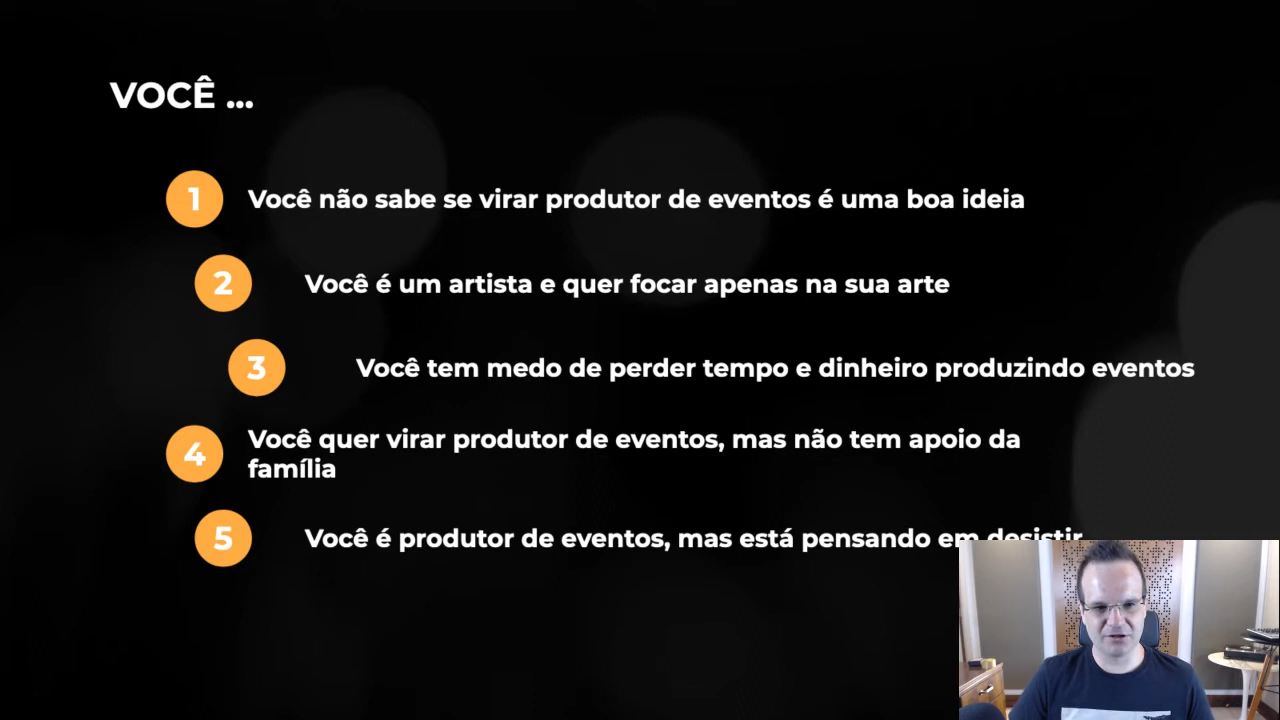 VOCÊ ...
1 Você não sabe se virar produtor de eventos é uma boa ideia
2 Você é um artista e quer focar apenas na sua arte
3 Você tem medo de perder tempo e dinheiro produzindo eventos
4 Você quer virar produtor de eventos, mas não tem apoio da
família
5 Você é produtor de eventos, mas está pensando em desistir